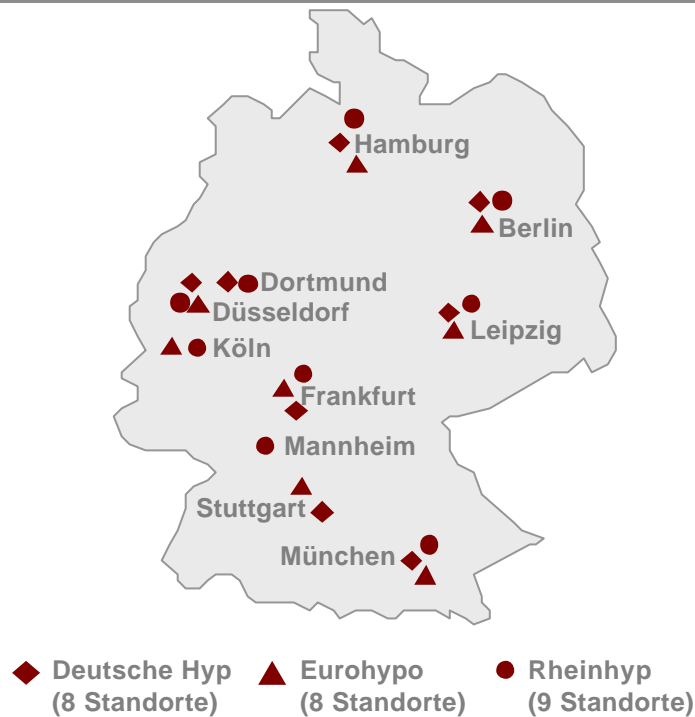 Hamburg
Berlin
Dortmund
Düsseldorf
Leipzig
Köln
Frankfurt
Mannheim
Stuttgart
München
Deutsche Hyp
(8 Standorte)
Eurohypo
(8 Standorte)
Rheinhyp
(9 Standorte)